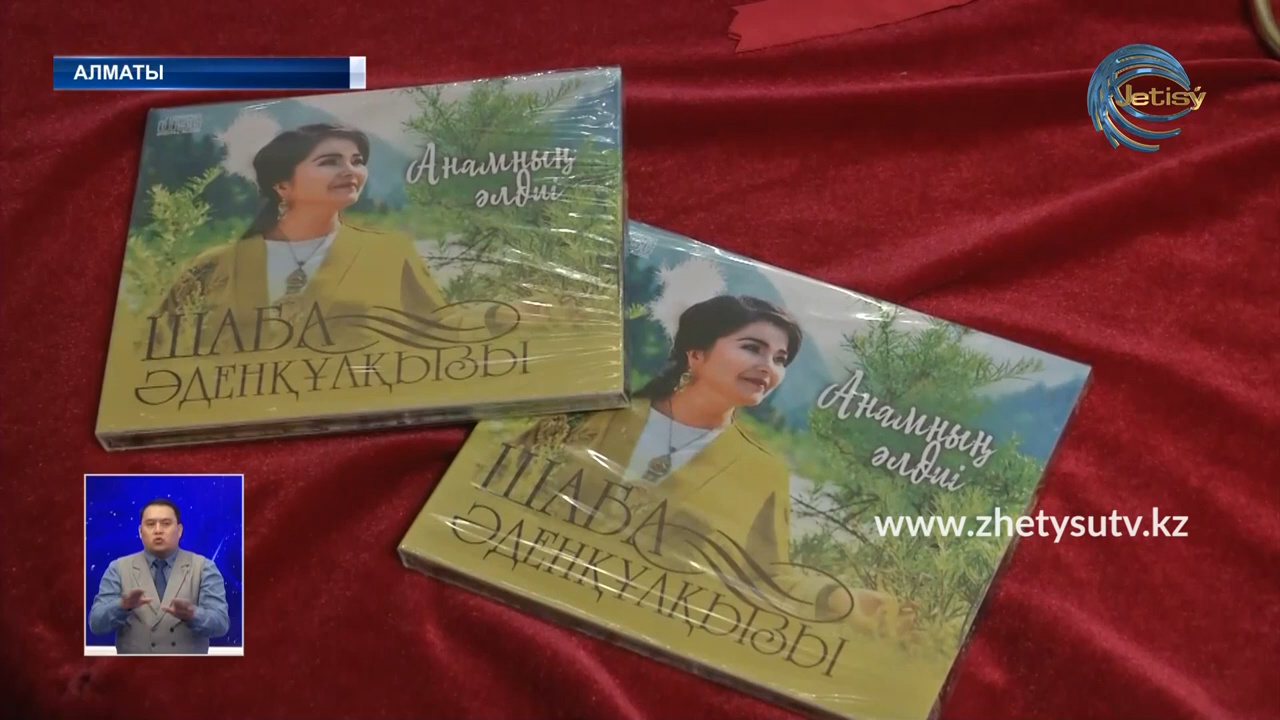 АЛМАТЫ
Jetisý
Анамның
әлдиі
ШАБА
ӘДЕНҚҰЛҚЫЗЫ
Анамның
әлдиі
ШАБА
ӘДЕНҚҰЛҚЫЗЫ
www.zhetysutv.kz